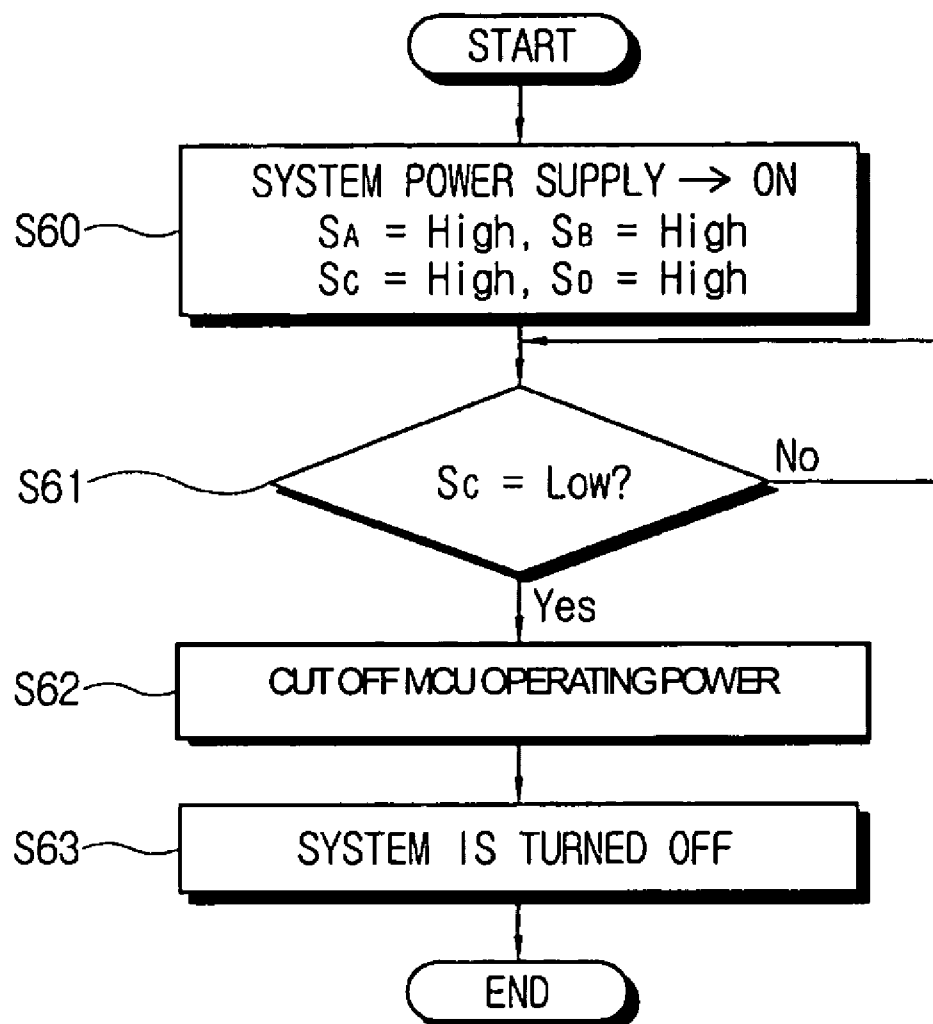 START
SYSTEM POWER SUPPLY → ON
S60
SA = High, SB = High
SC = High, SD = High
S61
Sc = Low?
No
Yes
S62
CUT OFF MCU OPERATING POWER
S63
SYSTEM IS TURNED OFF
END